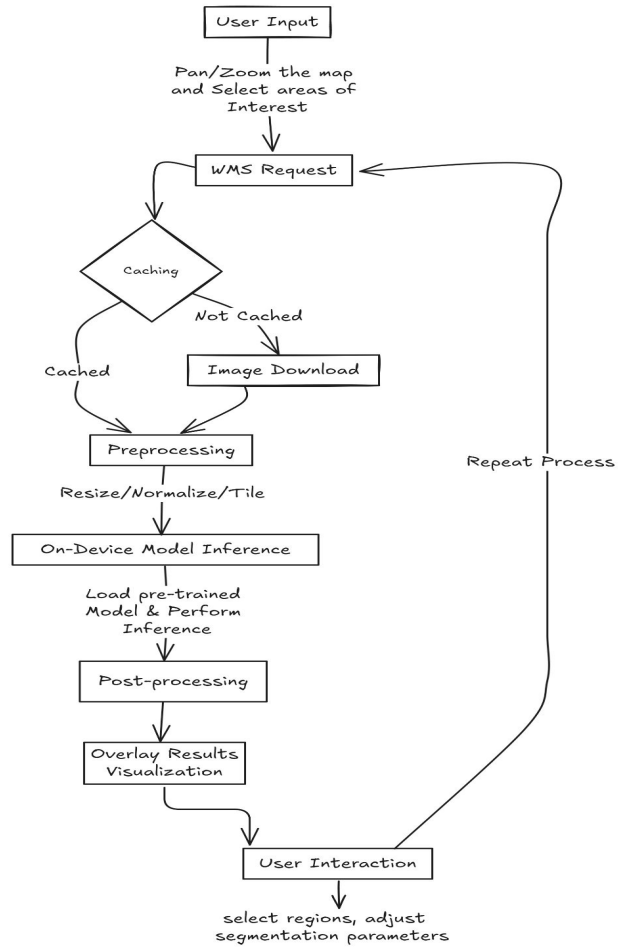 User Input
Pan/Zoom the map
and Select areas of
Interest
WMS Request
Caching
Not Cached
Cached
Image Download
Preprocessing
Repeat Process
Resize/Normalize/Tile
On-Device Model Inference
Load pre-trained
Model & Perform
Inference
Post-processing
Overlay Results
Visualization
User Interaction
select regions, adjust
segmentation parameters